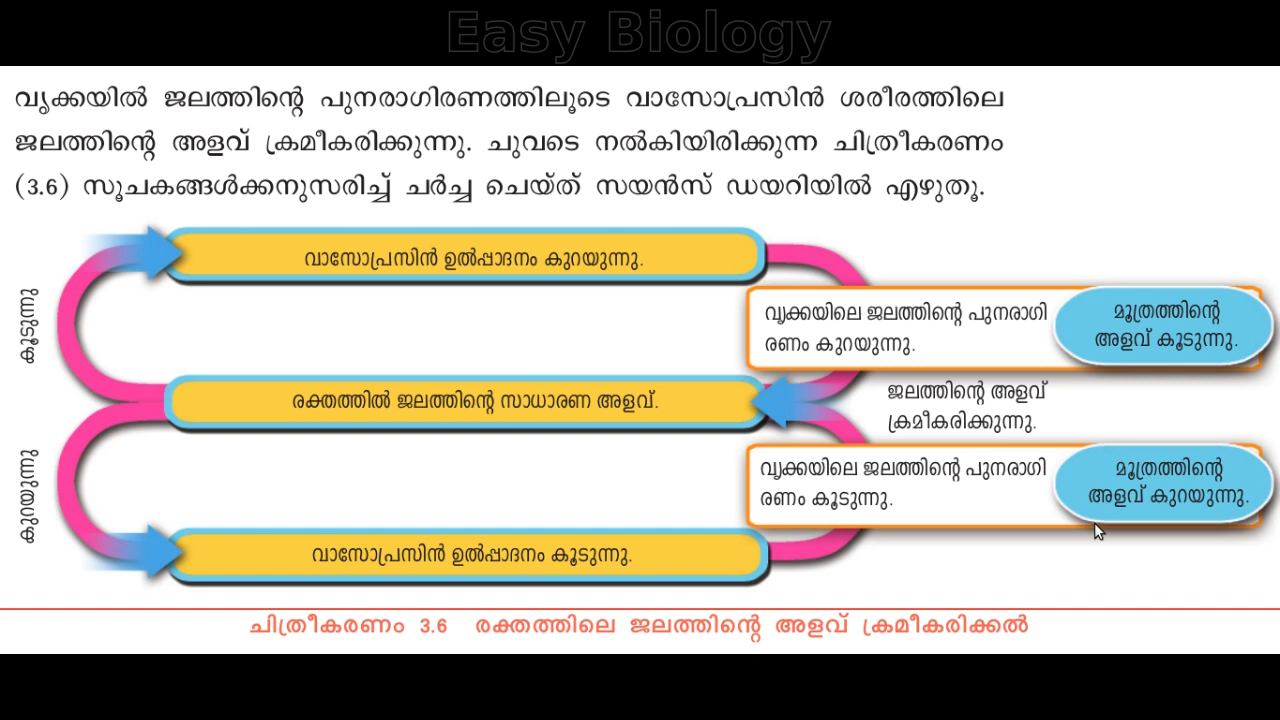 Easy Biology
വൃക്കയിൽ ജലത്തിന്റെ പുനരാഗിരണത്തിലൂടെ വാസോപ്രസിൻ ശരീരത്തിലെ
ജലത്തിന്റെ അളവ് ക്രമീകരിക്കുന്നു. ചുവടെ നൽകിയിരിക്കുന്ന ചിത്രീകരണം
(3.6) സൂചകങ്ങൾക്കനുസരിച്ച് ചർച്ച ചെയ്ത് സയൻസ് ഡയറിയിൽ എഴുതൂ.
വാസോപ്രസിൻ ഉൽപ്പാദനം കുറയുന്നു.
കൂടുന്നു
വൃക്കയിലെ ജലത്തിന്റെ പുനരാഗി
രണം കുറയുന്നു.
മൂത്രത്തിന്റെ
അളവ് കൂടുന്നു.
രക്തത്തിൽ ജലത്തിന്റെ സാധാരണ അളവ്.
ജലത്തിന്റെ അളവ്
ക്രമീകരിക്കുന്നു.
കുറയുന്നു
വൃക്കയിലെ ജലത്തിന്റെ പുനരാഗി
രണം കൂടുന്നു.
മൂത്രത്തിന്റെ
അളവ് കുറയുന്നു.
വാസോപ്രസിൻ ഉൽപ്പാദനം കൂടുന്നു.
ചിത്രീകരണം 3.6 രക്തത്തിലെ ജലത്തിന്റെ അളവ് ക്രമീകരിക്കൽ